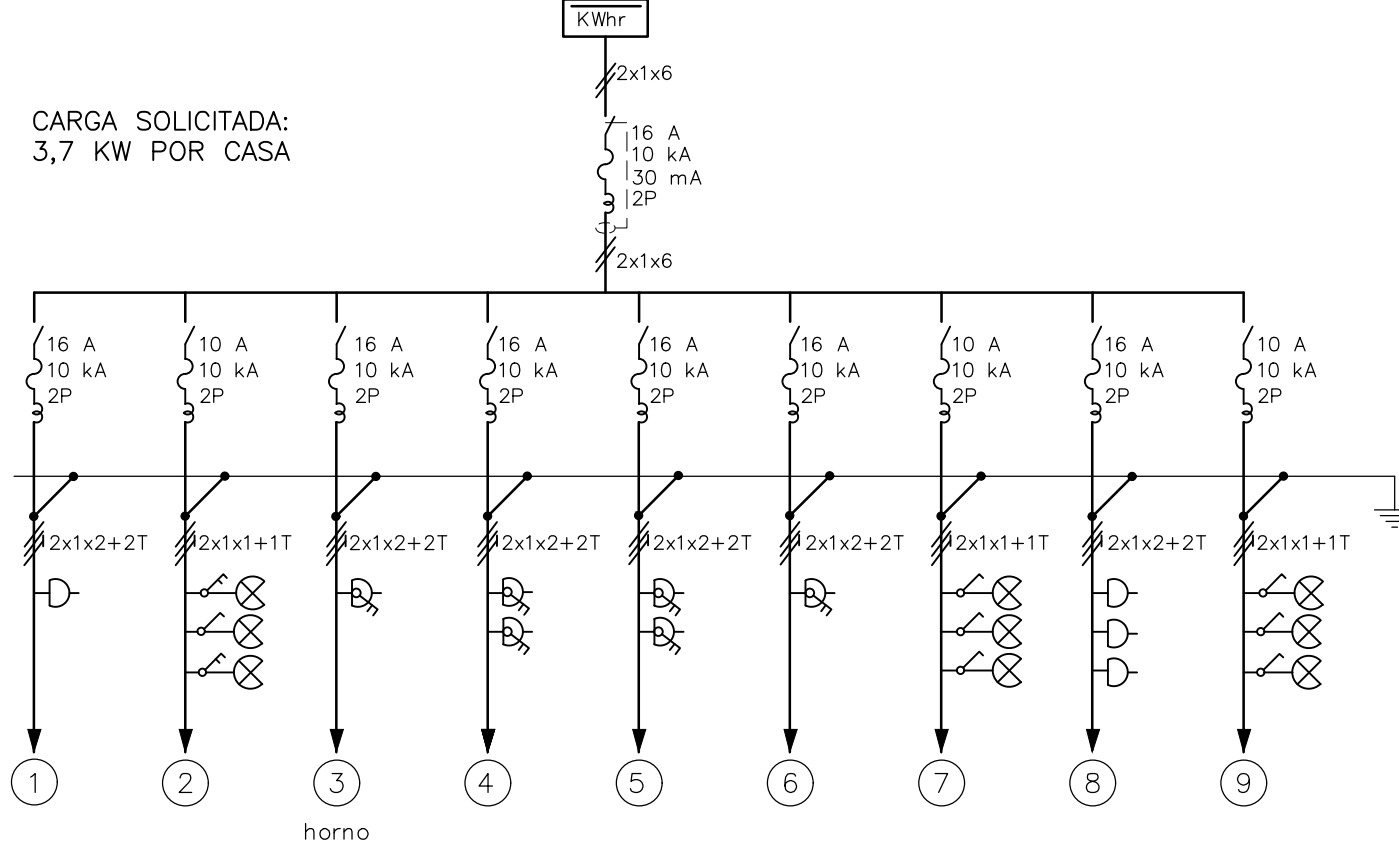 KWhr
2x1x6
CARGA SOLICITADA:
3,7 KW POR CASA
16 A
10 kA
30 mA
2P
2x1x6
16 A
10 kA
2P
10 A
10 kA
2P
16 A
10 kA
2P
16 A
10 kA
2P
16 A
10 kA
2P
16 A
10 kA
2P
10 A
10 kA
2P
16 A
10 kA
2P
10 A
10 kA
2P
2x1x2+2T
2x1x1+1T
2x1x2+2T
2x1x2+2T
2x1x2+2T
2x1x2+2T
2x1x1+1T
2x1x2+2T
2x1x1+1T
1
2
3
4
5
6
7
8
9
horno